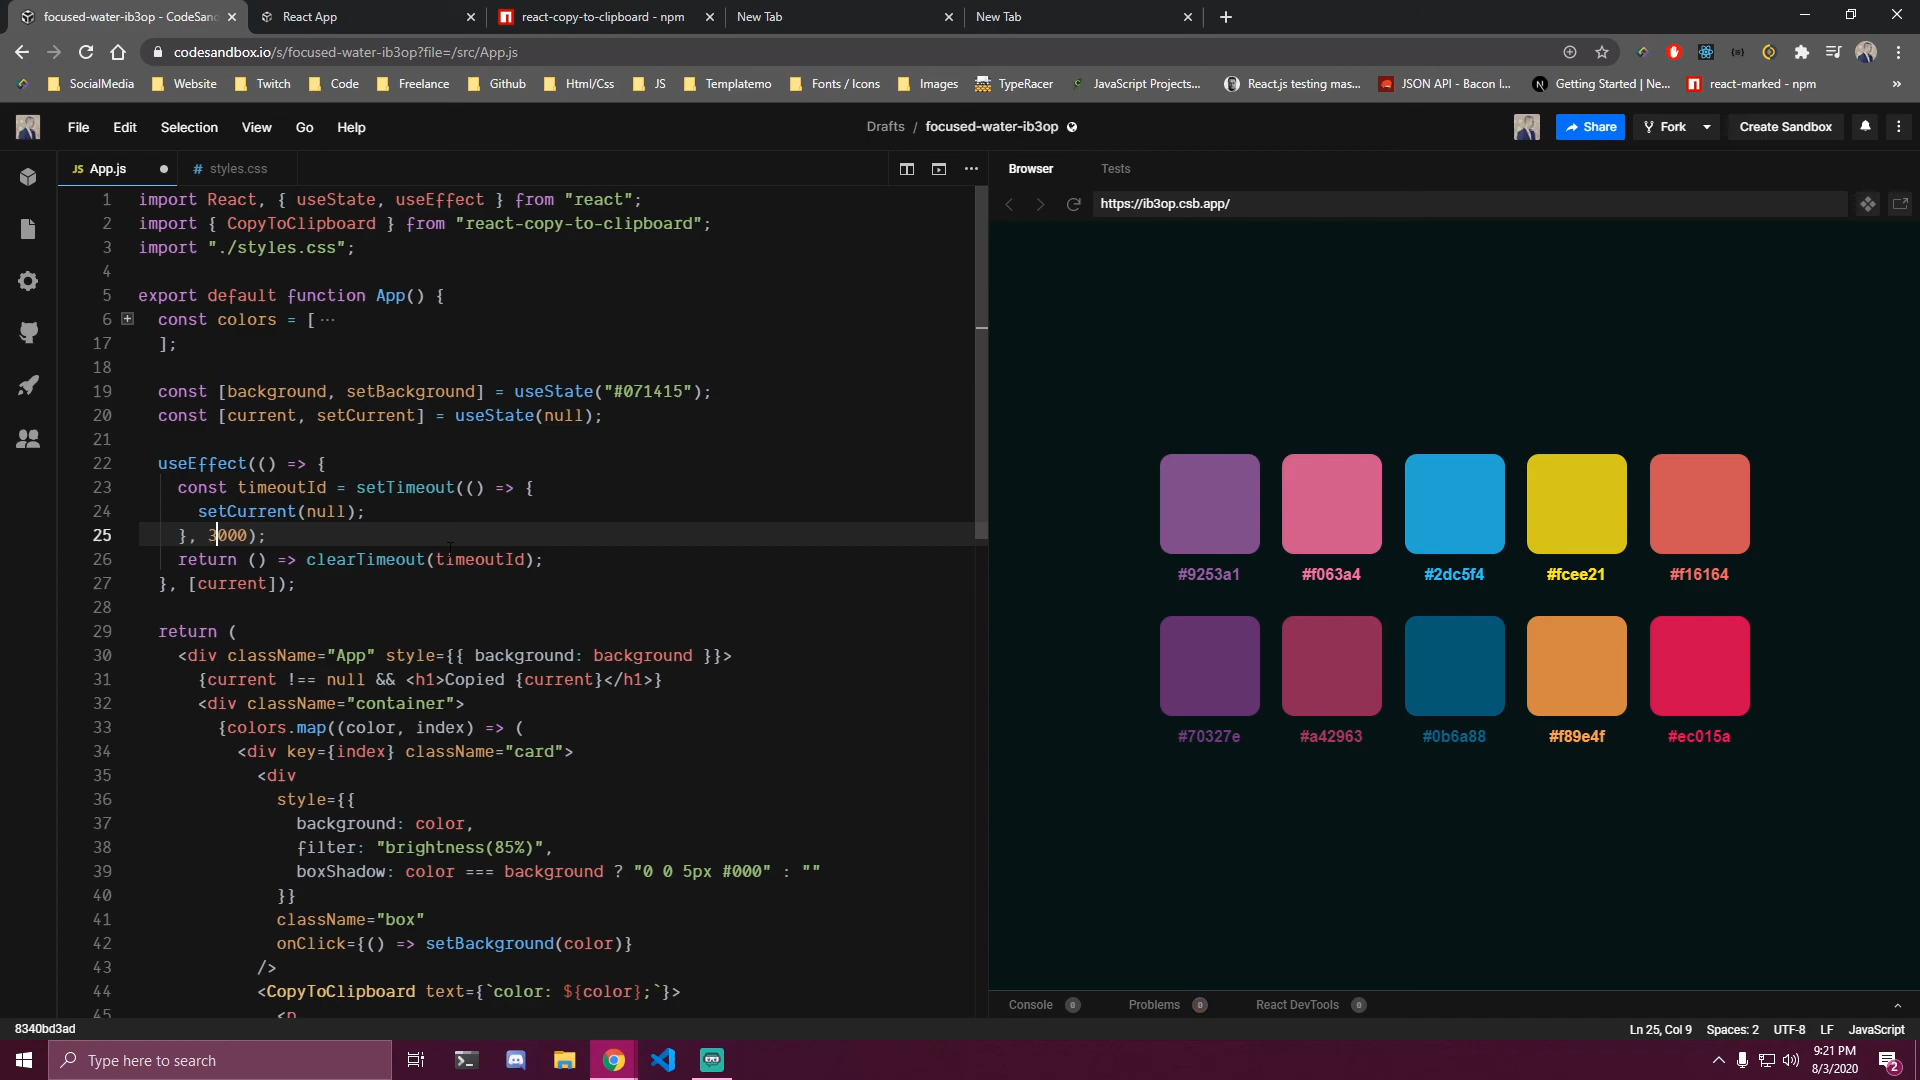 focused-water-ib3op - CodeSand
React App
react-copy-to-clipboard - npm
New Tab
New Tab
codesandbox.io/s/focused-water-ib3op?file=/src/App.js
SocialMedia
Website
Twitch
Code
Freelance
Github
Html/Css
JS
Templatemo
Fonts / Icons
Images
TypeRacer
JavaScript Projects...
React.js testing mas...
JSON API - Bacon I...
Getting Started | Ne...
react-marked - npm
»
File
Edit
Selection
View
Go
Help
Drafts / focused-water-ib3op
Share
Fork
Create Sandbox
JS App.js
# styles.css
Browser
Tests
https://ib3op.csb.app/
1 import React, { useState, useEffect } from "react";
2 import { CopyToClipboard } from "react-copy-to-clipboard";
3 import "./styles.css";
4
5 export default function App() {
6 const colors = [ ···
17 ];
18
19 const [background, setBackground] = useState("#071415");
20 const [current, setCurrent] = useState(null);
21
22 useEffect(() => {
23 const timeoutId = setTimeout(() => {
24 setCurrent(null);
25 }, 3000);
26 return () => clearTimeout(timeoutId);
27 }, [current]);
28
29 return (
30 <div className="App" style={{ background: background }}>
31 {current !== null && <h1>Copied {current}</h1>}
32 <div className="container">
33 {colors.map((color, index) => (
34 <div key={index} className="card">
35 <div
36 style={{
37 background: color,
38 filter: "brightness(85%)",
39 boxShadow: color === background ? "0 0 5px #000" : ""
40 }}
41 className="box"
42 onClick={() => setBackground(color)}
43 />
44 <CopyToClipboard text={`color: ${color};`}>
45 <p
#9253a1
#f063a4
#2dc5f4
#fcee21
#f16164
#70327e
#a42963
#0b6a88
#f89e4f
#ec015a
Console 0
Problems 0
React DevTools 0
8340bd3ad
Ln 25, Col 9
Spaces: 2
UTF-8
LF
JavaScript
Type here to search
9:21 PM
8/3/2020
2